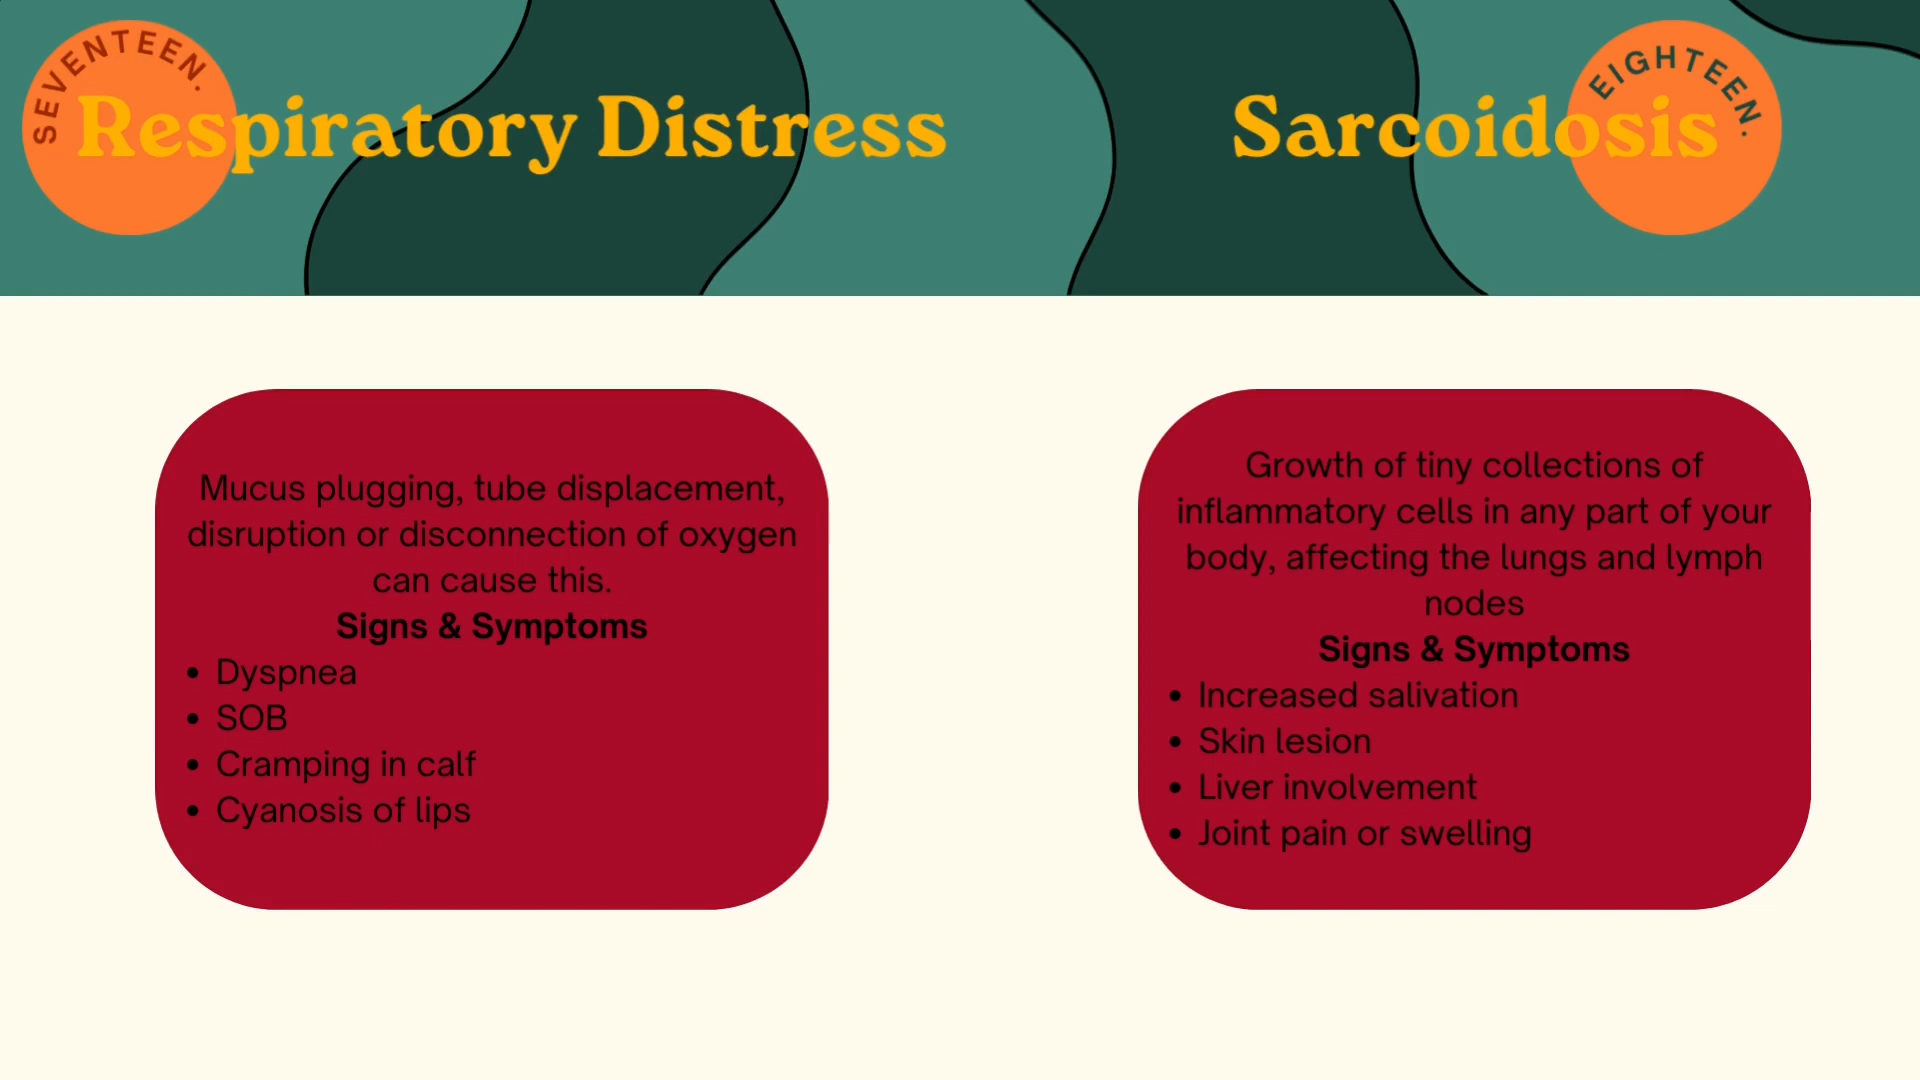 SEVENTEEN.
Respiratory Distress
Mucus plugging, tube displacement,
disruption or disconnection of oxygen
can cause this.
Signs & Symptoms
• Dyspnea
• SOB
• Cramping in calf
• Cyanosis of lips
EIGHTEEN.
Sarcoidosis
Growth of tiny collections of
inflammatory cells in any part of your
body, affecting the lungs and lymph
nodes
Signs & Symptoms
• Increased salivation
• Skin lesion
• Liver involvement
• Joint pain or swelling